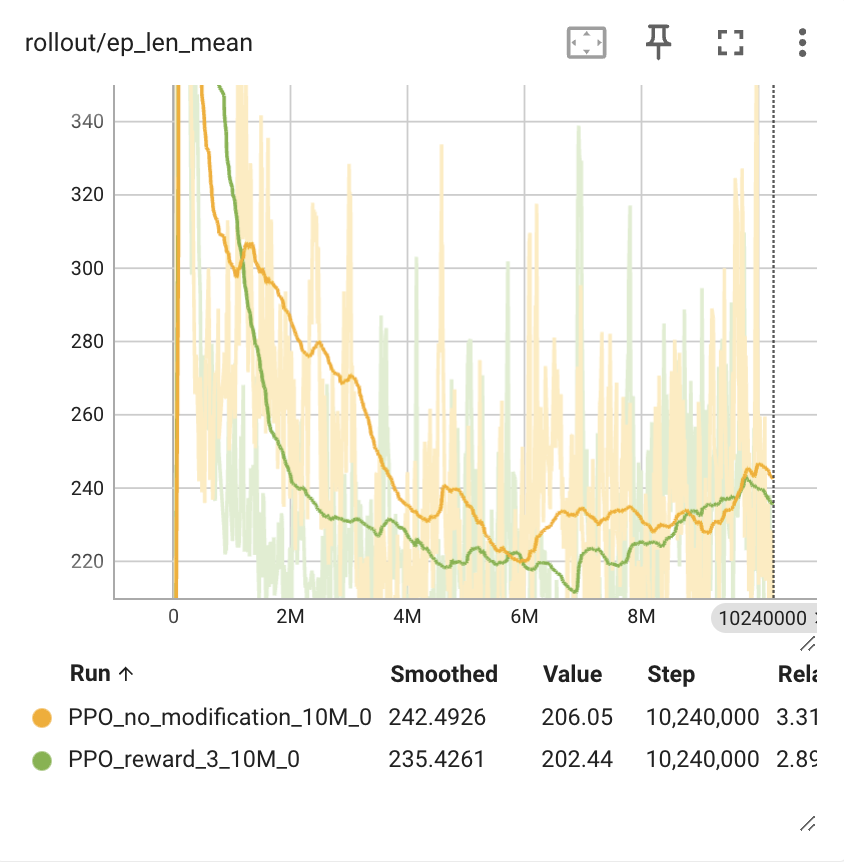 rollout/ep_len_mean
340
320
300
280
260
240
220
0 2M 4M 6M 8M 10240000
Run ↑ Smoothed Value Step Rela
PPO_no_modification_10M_0 242.4926 206.05 10,240,000 3.31
PPO_reward_3_10M_0 235.4261 202.44 10,240,000 2.89